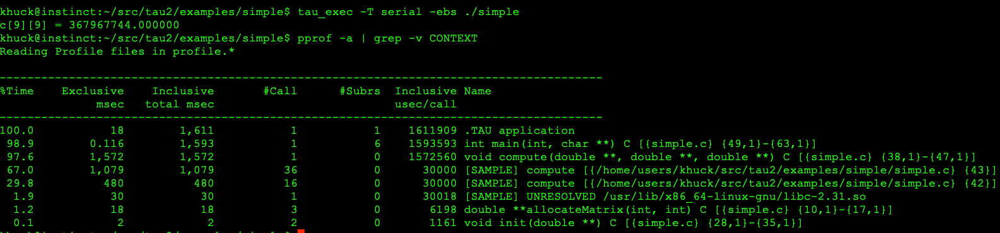 khuck@instinct:~/src/tau2/examples/simple$ tau_exec -T serial -ebs ./simple
c[9][9] = 367967744.000000
khuck@instinct:~/src/tau2/examples/simple$ pprof -a | grep -v CONTEXT
Reading Profile files in profile.*
---------------------------------------------------------------------------------------
%Time    Exclusive    Inclusive       #Call      #Subrs  Inclusive Name
              msec   total msec                          usec/call
---------------------------------------------------------------------------------------
100.0           18        1,611           1           1    1611909 .TAU application
 98.9        0.116        1,593           1           6    1593593 int main(int, char **) C [{simple.c} {49,1}-{63,1}]
 97.6        1,572        1,572           1           0    1572560 void compute(double **, double **, double **) C [{simple.c} {38,1}-{47,1}]
 67.0        1,079        1,079          36           0      30000 [SAMPLE] compute [{/home/users/khuck/src/tau2/examples/simple/simple.c} {43}]
 29.8          480          480          16           0      30000 [SAMPLE] compute [{/home/users/khuck/src/tau2/examples/simple/simple.c} {42}]
  1.9           30           30           1           0      30018 [SAMPLE] UNRESOLVED /usr/lib/x86_64-linux-gnu/libc-2.31.so
  1.2           18           18           3           0       6198 double **allocateMatrix(int, int) C [{simple.c} {10,1}-{17,1}]
  0.1            2            2           2           0       1161 void init(double **) C [{simple.c} {28,1}-{35,1}]